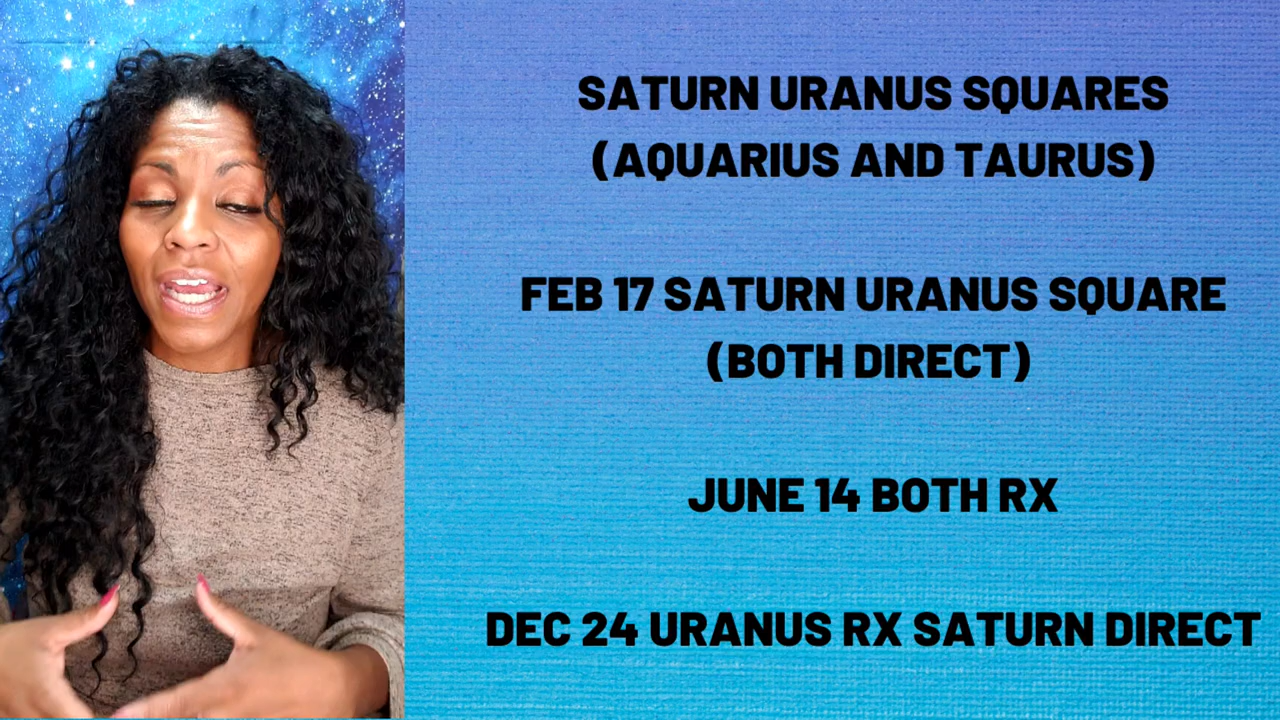 SATURN URANUS SQUARES
(AQUARIUS AND TAURUS)
FEB 17 SATURN URANUS SQUARE
(BOTH DIRECT)
JUNE 14 BOTH RX
DEC 24 URANUS RX SATURN DIRECT